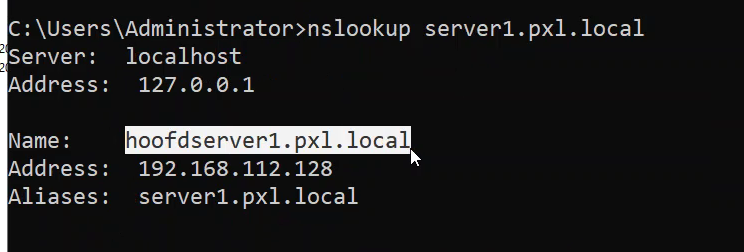 C:\Users\Administrator>nslookup server1.pxl.local
Server:  localhost
Address:  127.0.0.1
Name:    hoofdserver1.pxl.local
Address:  192.168.112.128
Aliases:  server1.pxl.local